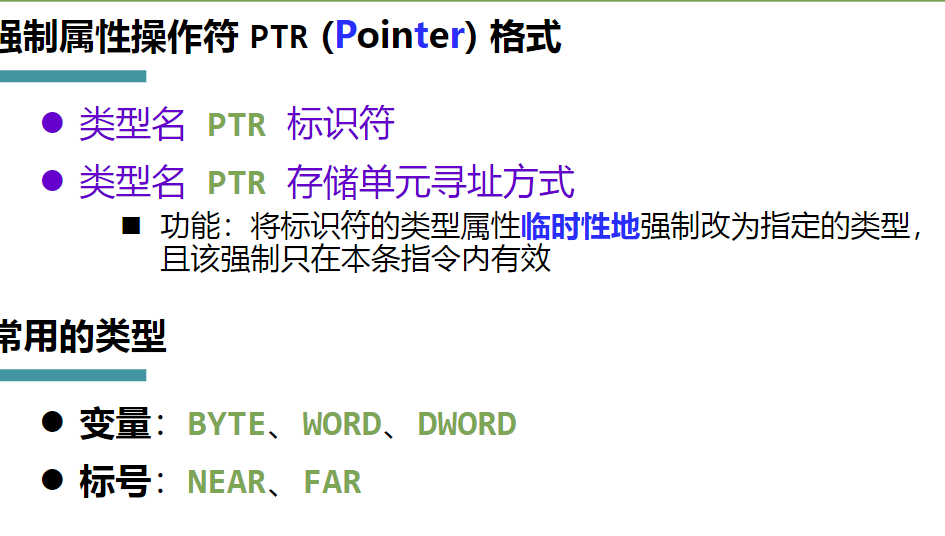 强制属性操作符 PTR (Pointer) 格式
类型名 PTR 标识符
类型名 PTR 存储单元寻址方式
功能：将标识符的类型属性临时性地强制改为指定的类型，
且该强制只在本条指令内有效
常用的类型
变量：BYTE、WORD、DWORD
标号：NEAR、FAR